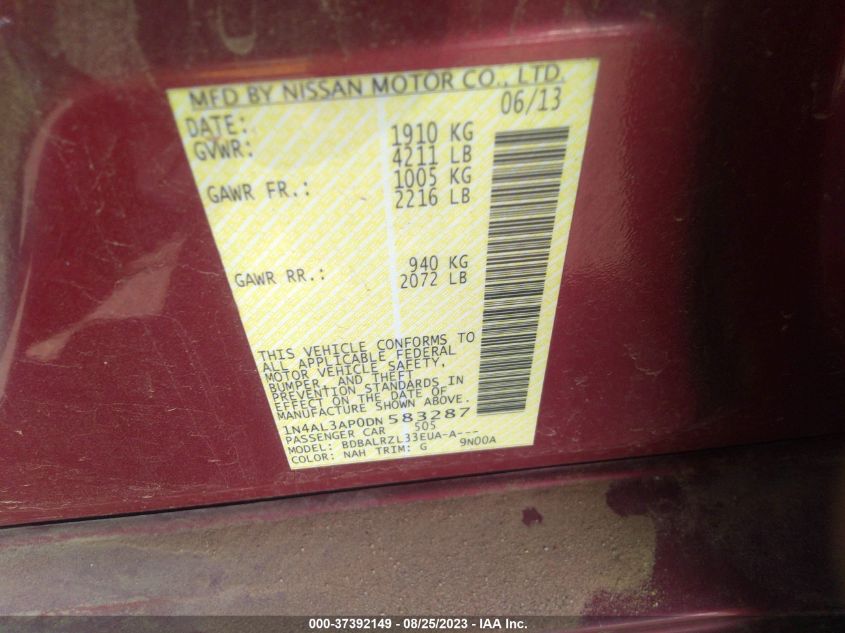 MFD BY NISSAN MOTOR CO., LTD.
DATE: 06/13
GVWR: 1910 KG
4211 LB
GAWR FR.: 1005 KG
2216 LB
GAWR RR.: 940 KG
2072 LB
THIS VEHICLE CONFORMS TO
ALL APPLICABLE FEDERAL
MOTOR VEHICLE SAFETY,
BUMPER, AND THEFT
PREVENTION STANDARDS IN
EFFECT ON THE DATE OF
MANUFACTURE SHOWN ABOVE.
1N4AL3AP0DN 583287
PASSENGER CAR 505
MODEL: BDBALRZL33EUA-A---
COLOR: NAH TRIM: G 9N00A
000-37392149 - 08/25/2023 - IAA Inc.